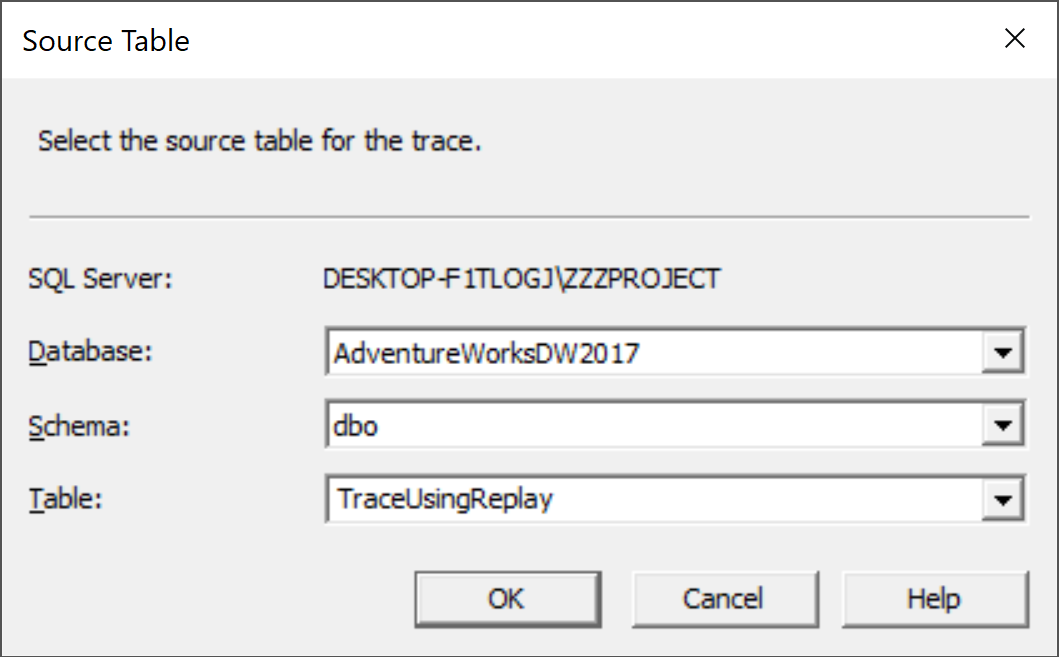 Source Table
Select the source table for the trace.
SQL Server: DESKTOP-F1TLOGJ\ZZZPROJECT
Database: AdventureWorksDW2017
Schema: dbo
Table: TraceUsingReplay
OK Cancel Help